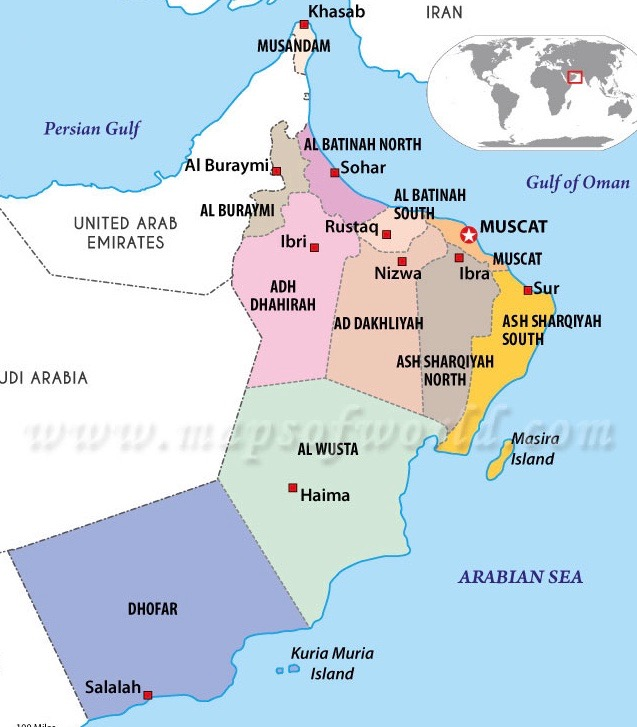 Khasab
IRAN
MUSANDAM
Persian Gulf
AL BATINAH NORTH
Al Buraymi
Sohar
Gulf of Oman
AL BURAYMI
AL BATINAH
SOUTH
UNITED ARAB
EMIRATES
Rustaq
MUSCAT
Ibri
MUSCAT
Nizwa
Ibra
ADH
DHAHIRAH
Sur
AD DAKHLIYAH
ASH SHARQIYAH
SOUTH
ASH SHARQIYAH
NORTH
UDI ARABIA
www.mapsofworld.com
Masira
Island
AL WUSTA
Haima
ARABIAN SEA
DHOFAR
Kuria Muria
Island
Salalah
100 Miles